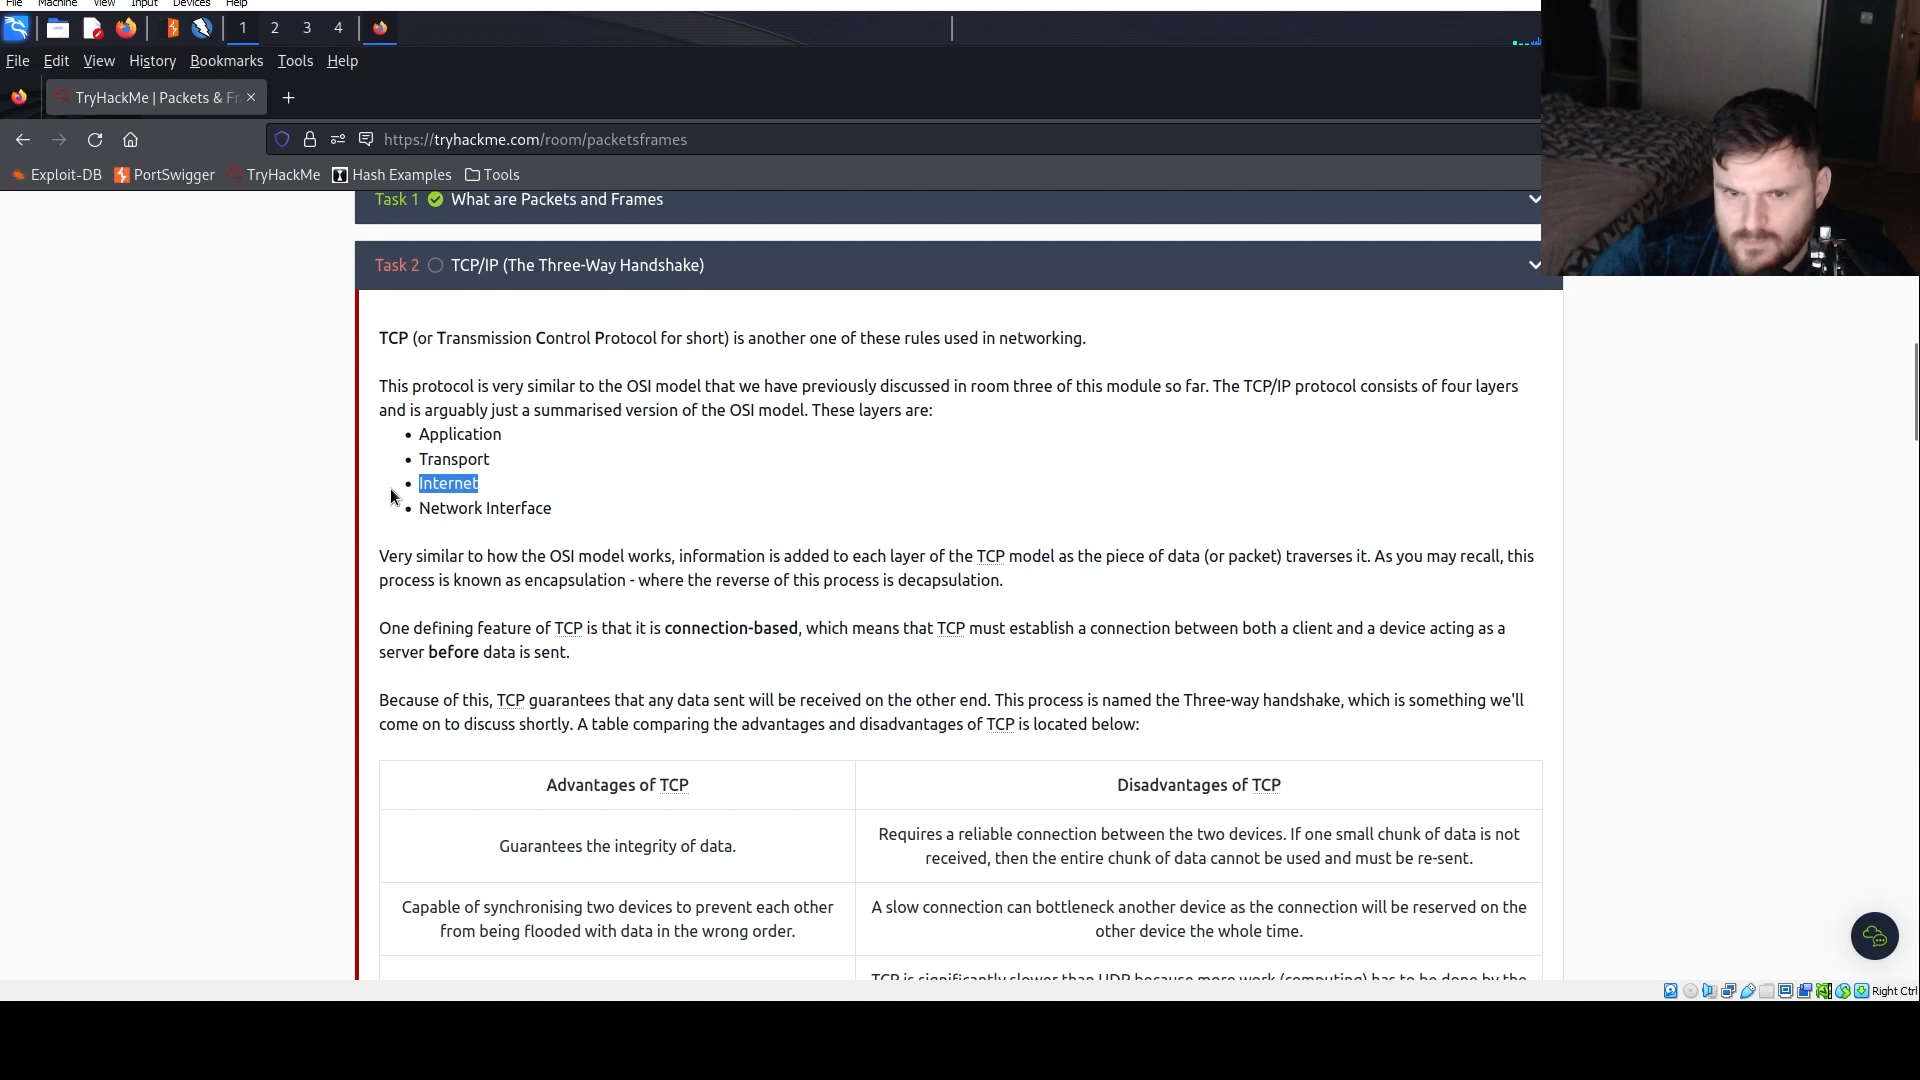 File Machine View Input Devices Help
1 2 3 4
File Edit View History Bookmarks Tools Help
TryHackMe | Packets & Fr
https://tryhackme.com/room/packetsframes
Exploit-DB PortSwigger TryHackMe Hash Examples Tools
Task 1 What are Packets and Frames
Task 2 TCP/IP (The Three-Way Handshake)
TCP (or Transmission Control Protocol for short) is another one of these rules used in networking.
This protocol is very similar to the OSI model that we have previously discussed in room three of this module so far. The TCP/IP protocol consists of four layers
and is arguably just a summarised version of the OSI model. These layers are:
• Application
• Transport
• Internet
• Network Interface
Very similar to how the OSI model works, information is added to each layer of the TCP model as the piece of data (or packet) traverses it. As you may recall, this
process is known as encapsulation - where the reverse of this process is decapsulation.
One defining feature of TCP is that it is connection-based, which means that TCP must establish a connection between both a client and a device acting as a
server before data is sent.
Because of this, TCP guarantees that any data sent will be received on the other end. This process is named the Three-way handshake, which is something we'll
come on to discuss shortly. A table comparing the advantages and disadvantages of TCP is located below:
Advantages of TCP
Disadvantages of TCP
Guarantees the integrity of data.
Requires a reliable connection between the two devices. If one small chunk of data is not
received, then the entire chunk of data cannot be used and must be re-sent.
Capable of synchronising two devices to prevent each other
from being flooded with data in the wrong order.
A slow connection can bottleneck another device as the connection will be reserved on the
other device the whole time.
TCP is significantly slower than UDP because more work (computing) has to be done by the
Right Ctrl